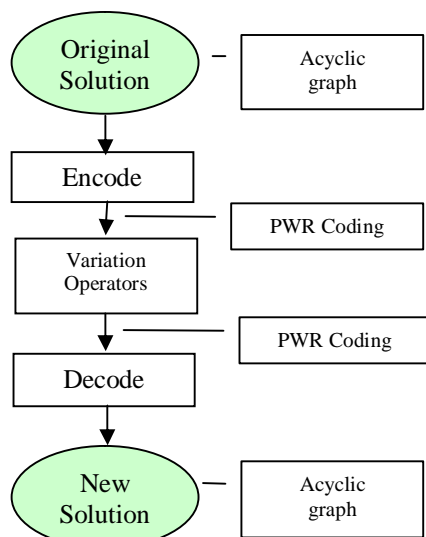 Original
Solution
Acyclic
graph
Encode
PWR Coding
Variation
Operators
PWR Coding
Decode
New
Solution
Acyclic
graph